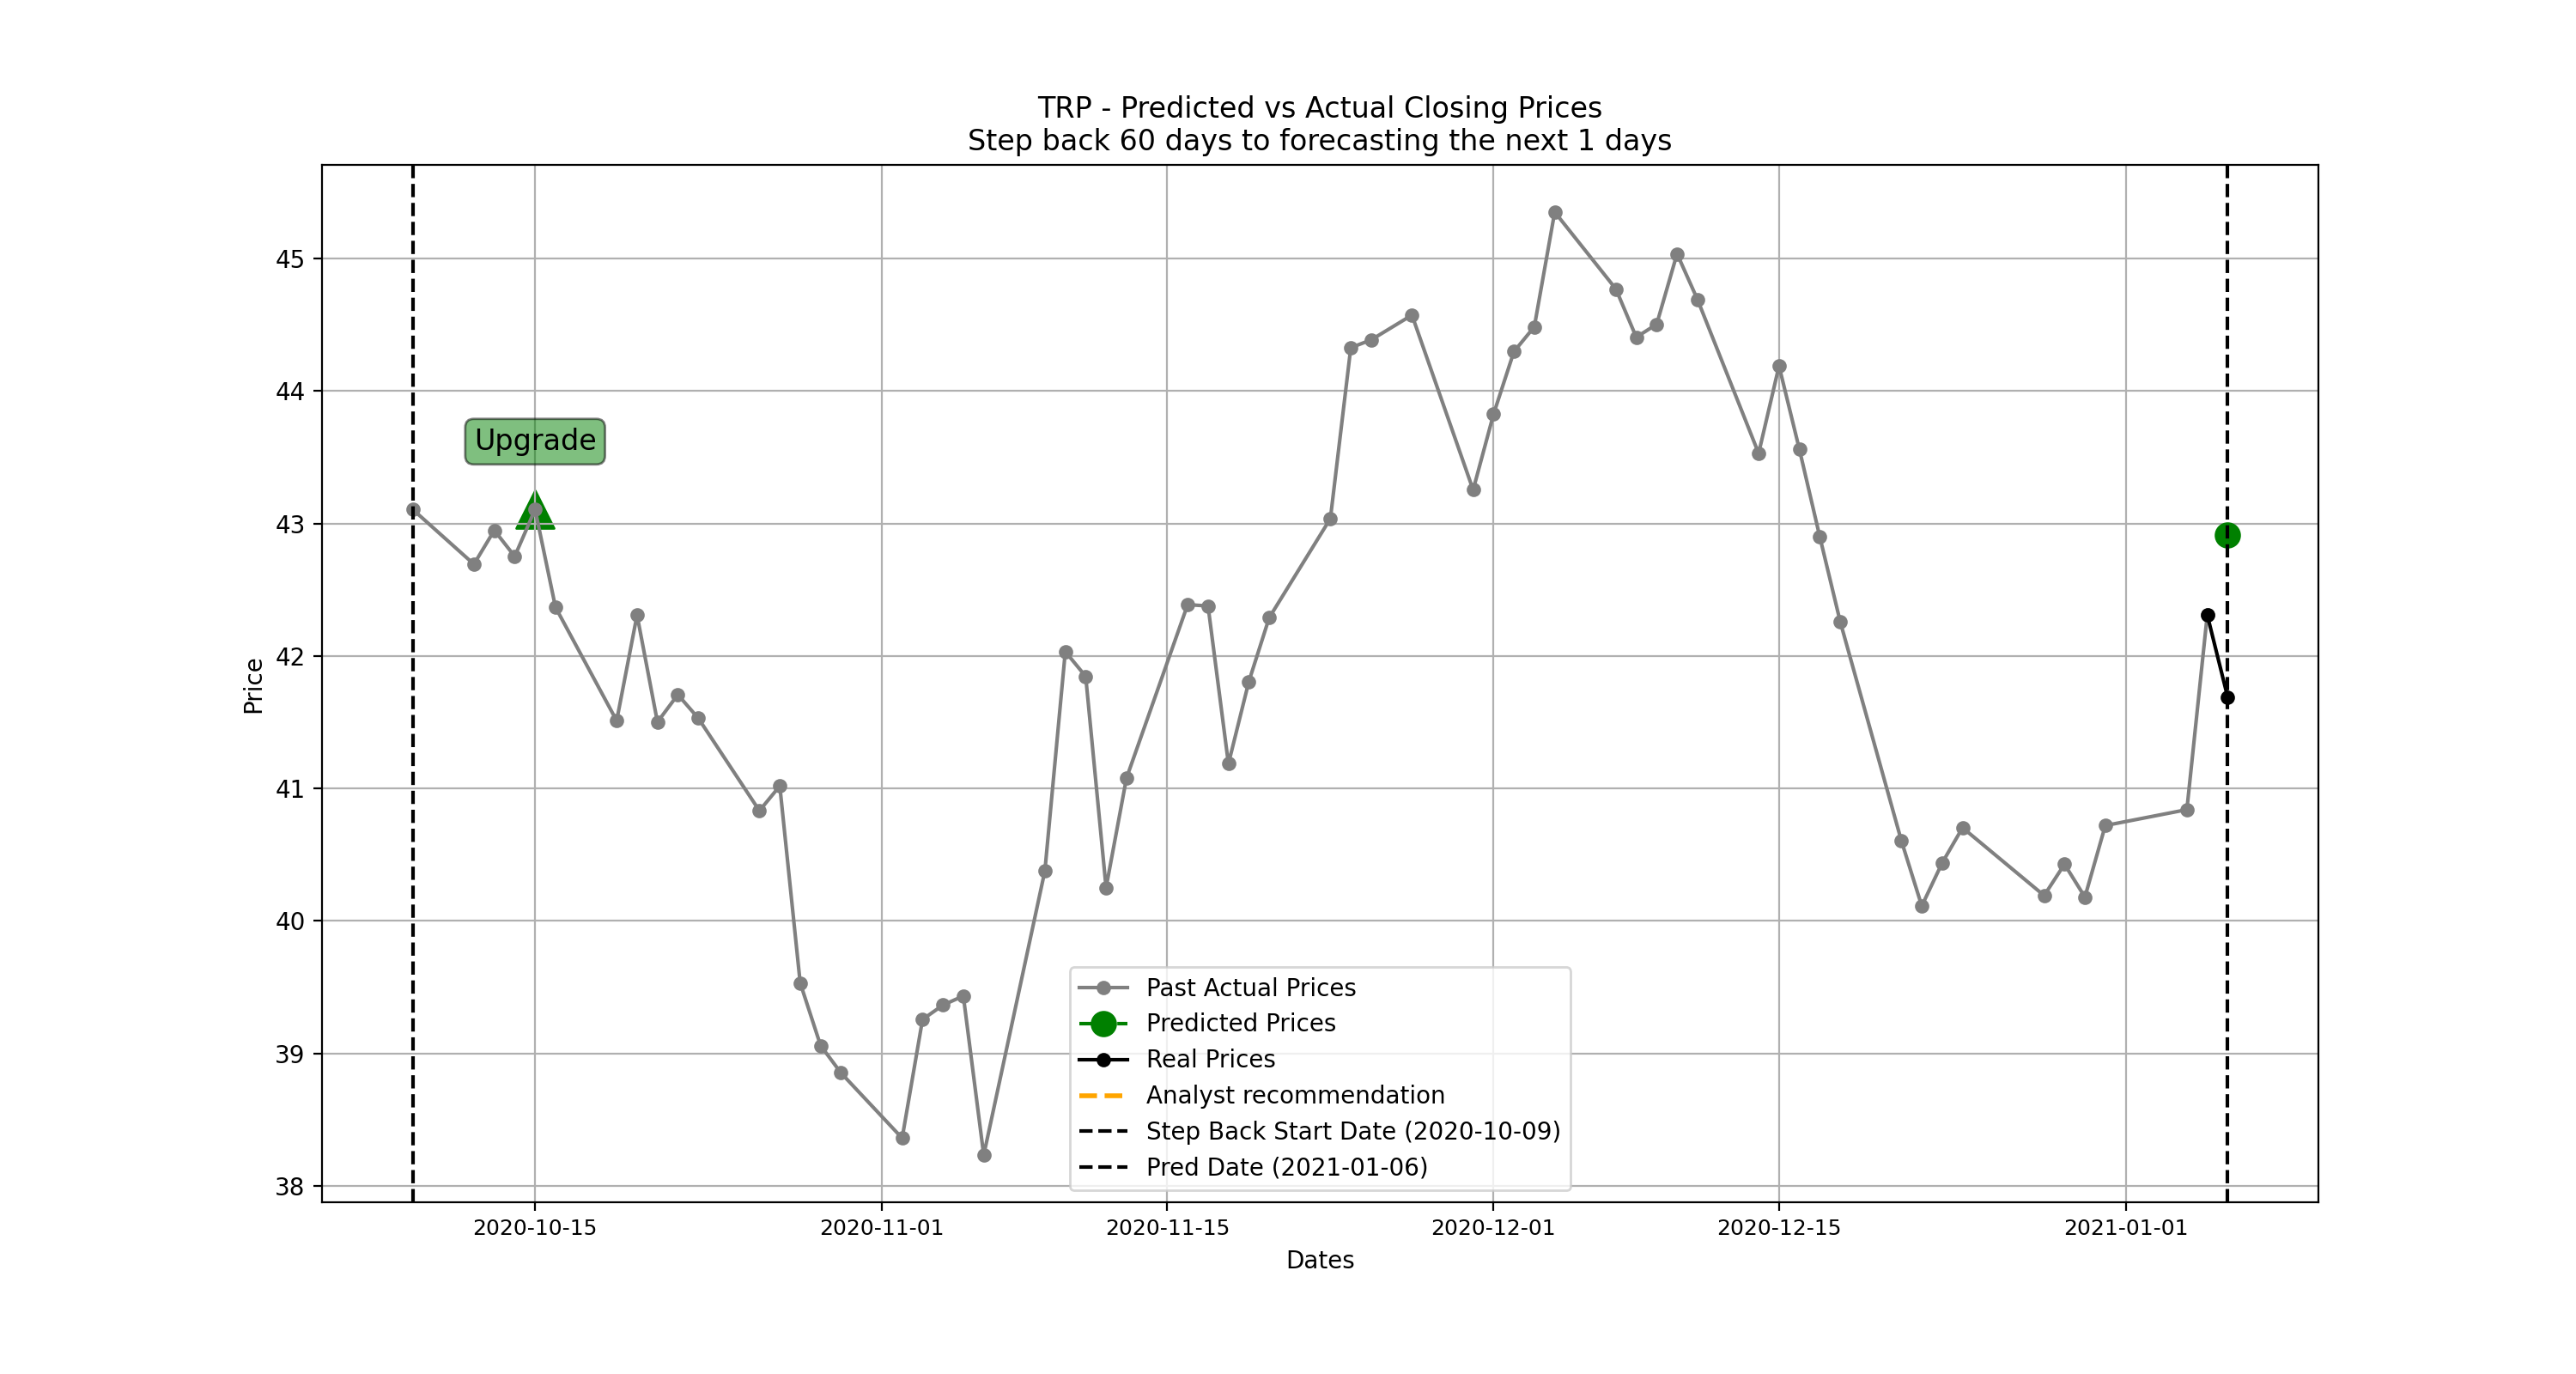 TRP - Predicted vs Actual Closing Prices
Step back 60 days to forecasting the next 1 days
45
44
43
42
41
40
39
38
Price
Upgrade
Past Actual Prices
Predicted Prices
Real Prices
Analyst recommendation
Step Back Start Date (2020-10-09)
Pred Date (2021-01-06)
2020-10-15
2020-11-01
2020-11-15
2020-12-01
2020-12-15
2021-01-01
Dates